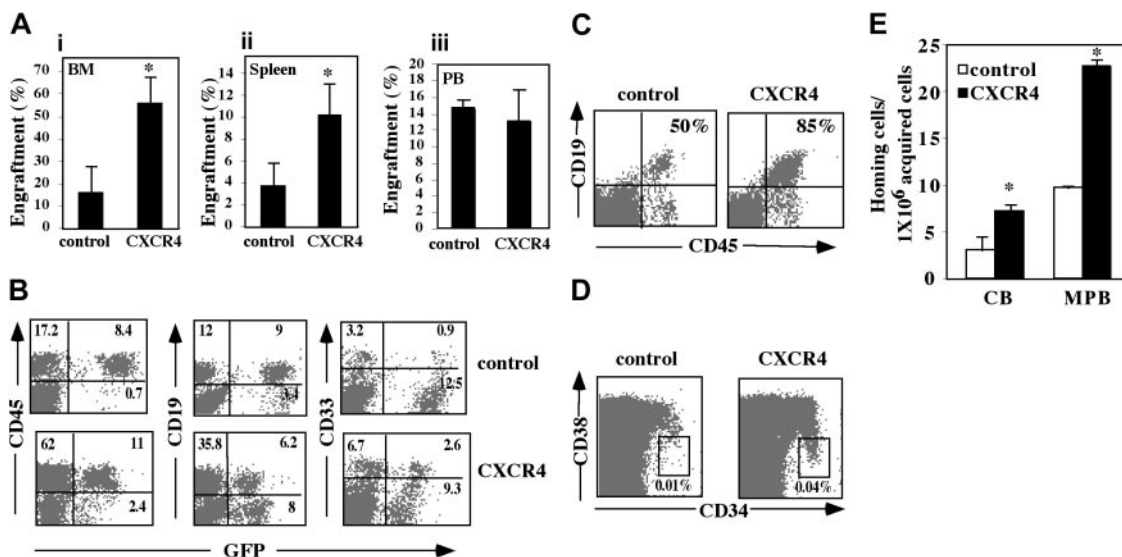 A
i
ii
iii
BM
Spleen
PB
Engraftment (%)
70
60
50
40
30
20
10
0
Engraftment (%)
14
12
10
8
6
4
2
0
Engraftment (%)
18
16
14
12
10
8
6
4
2
0
*
*
control CXCR4
control CXCR4
control CXCR4
B
CD45
CD19
CD33
17.2 8.4
0.7
12 9
3.4
3.2 0.9
12.5
control
62 11
2.4
35.8 6.2
8
6.7 2.6
9.3
CXCR4
GFP
C
control CXCR4
50% 85%
CD19
CD45
D
control CXCR4
CD38
0.01% 0.04%
CD34
E
Homing cells/
1X10⁶ acquired cells
25
20
15
10
5
0
control
CXCR4
*
*
CB MPB